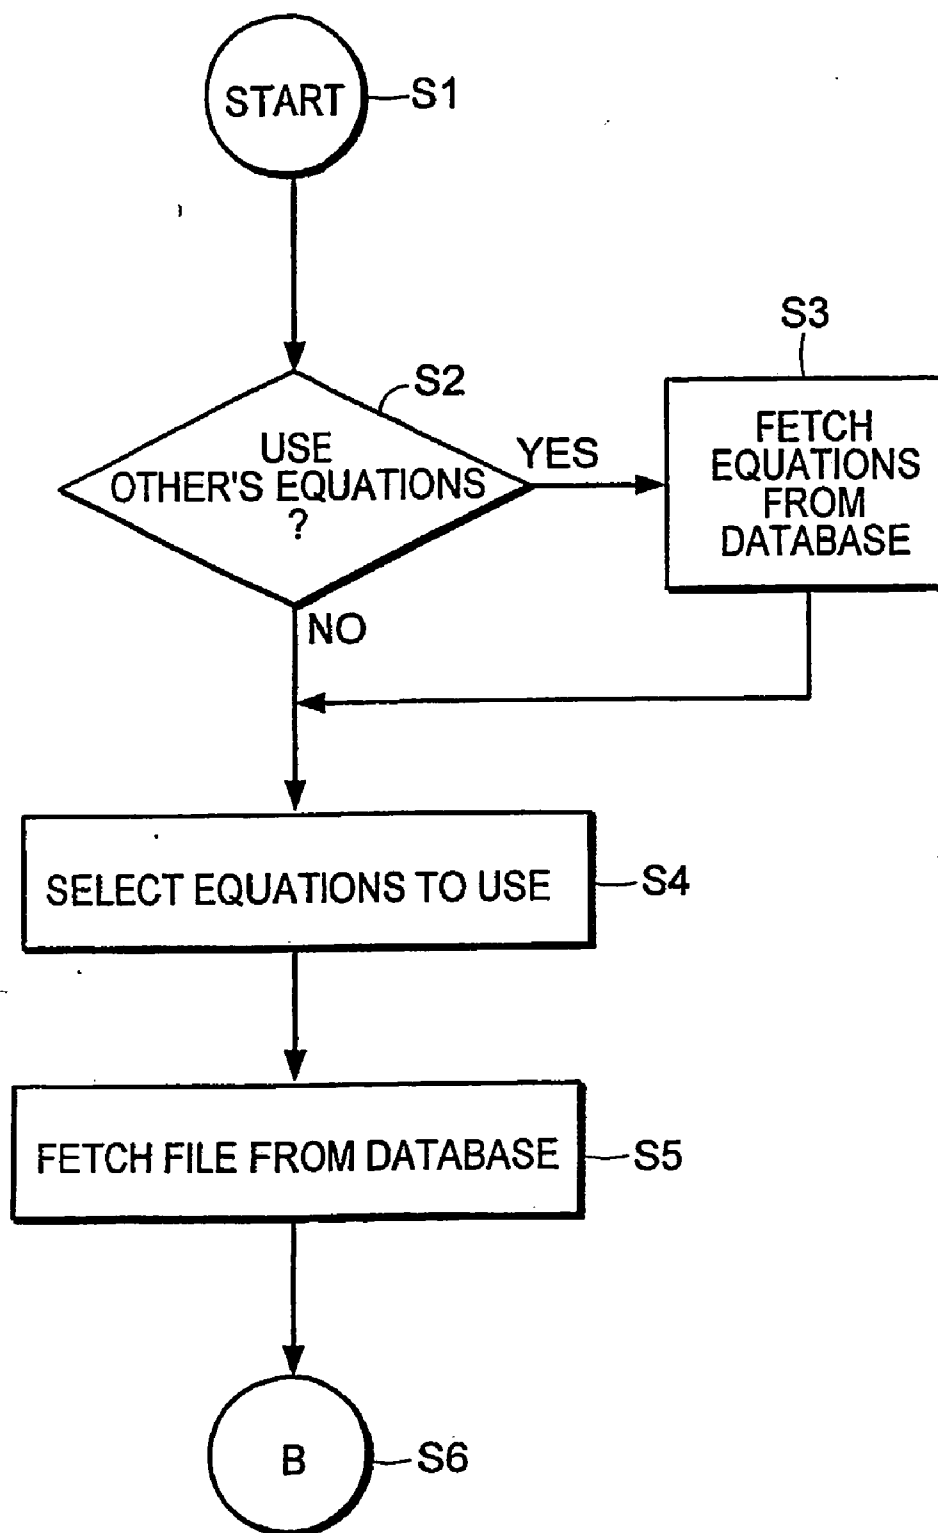 START
S1
S2
USE
OTHER'S EQUATIONS
?
YES
S3
FETCH
EQUATIONS
FROM
DATABASE
NO
SELECT EQUATIONS TO USE
S4
FETCH FILE FROM DATABASE
S5
B
S6